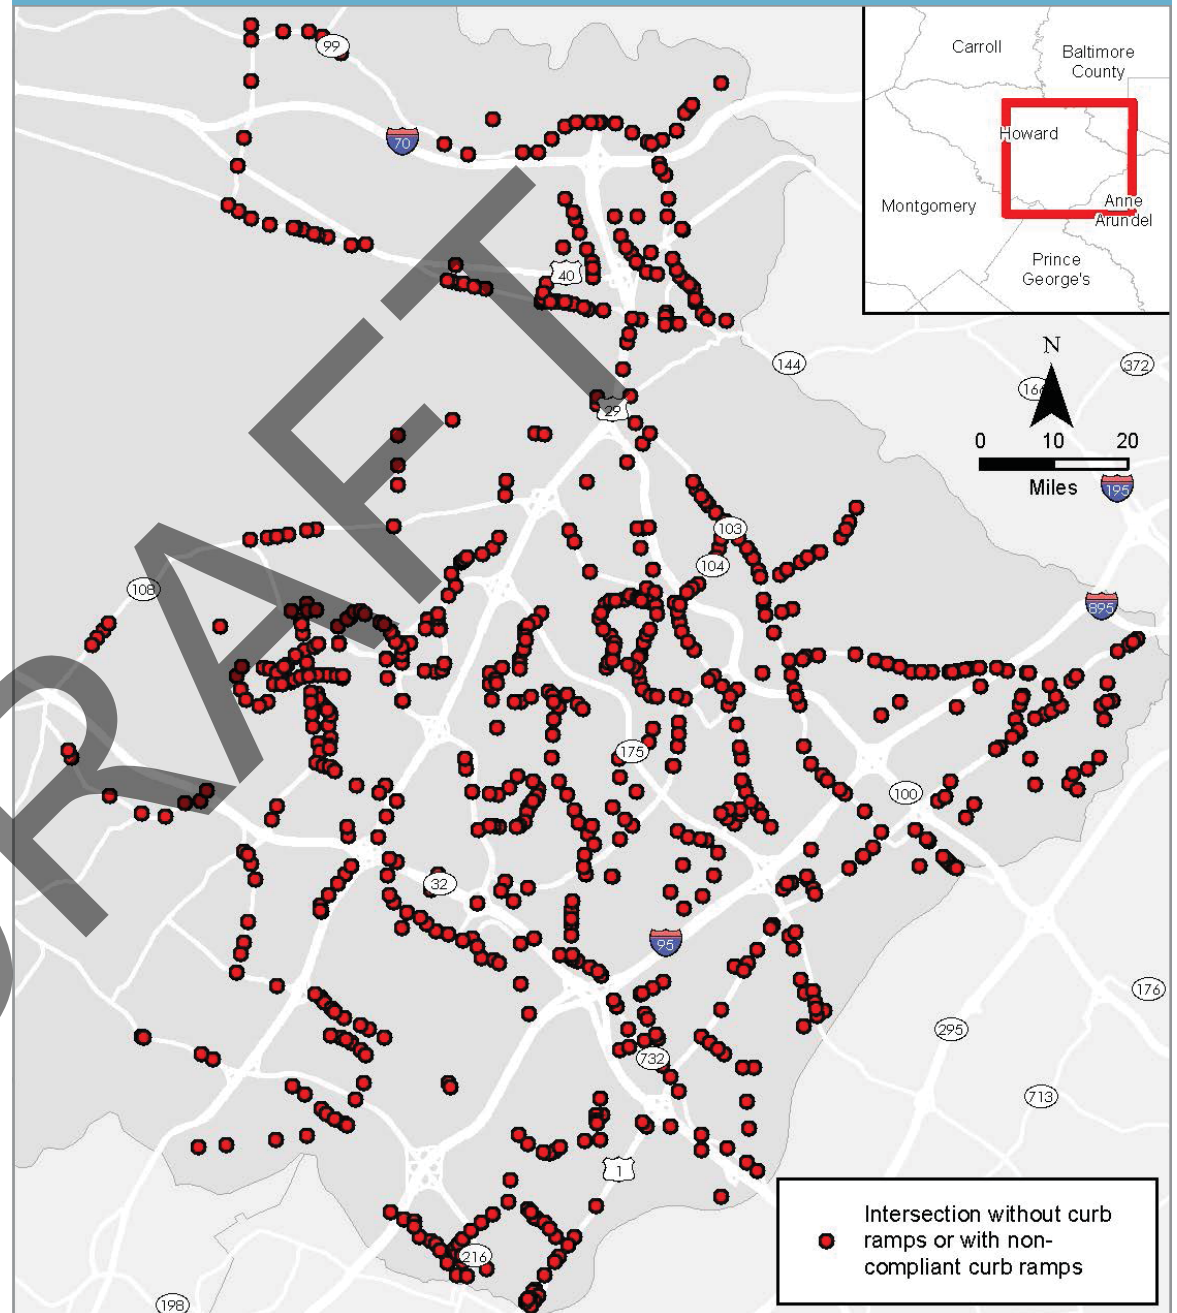 99
70
Carroll
Baltimore
County
Howard
Montgomery
Anne
Arundel
Prince
George's
40
144
372
29
N
0 10 20
Miles
195
103
104
108
895
175
100
32
95
176
295
732
713
1
216
198
Intersection without curb
ramps or with non-
compliant curb ramps
DRAFT